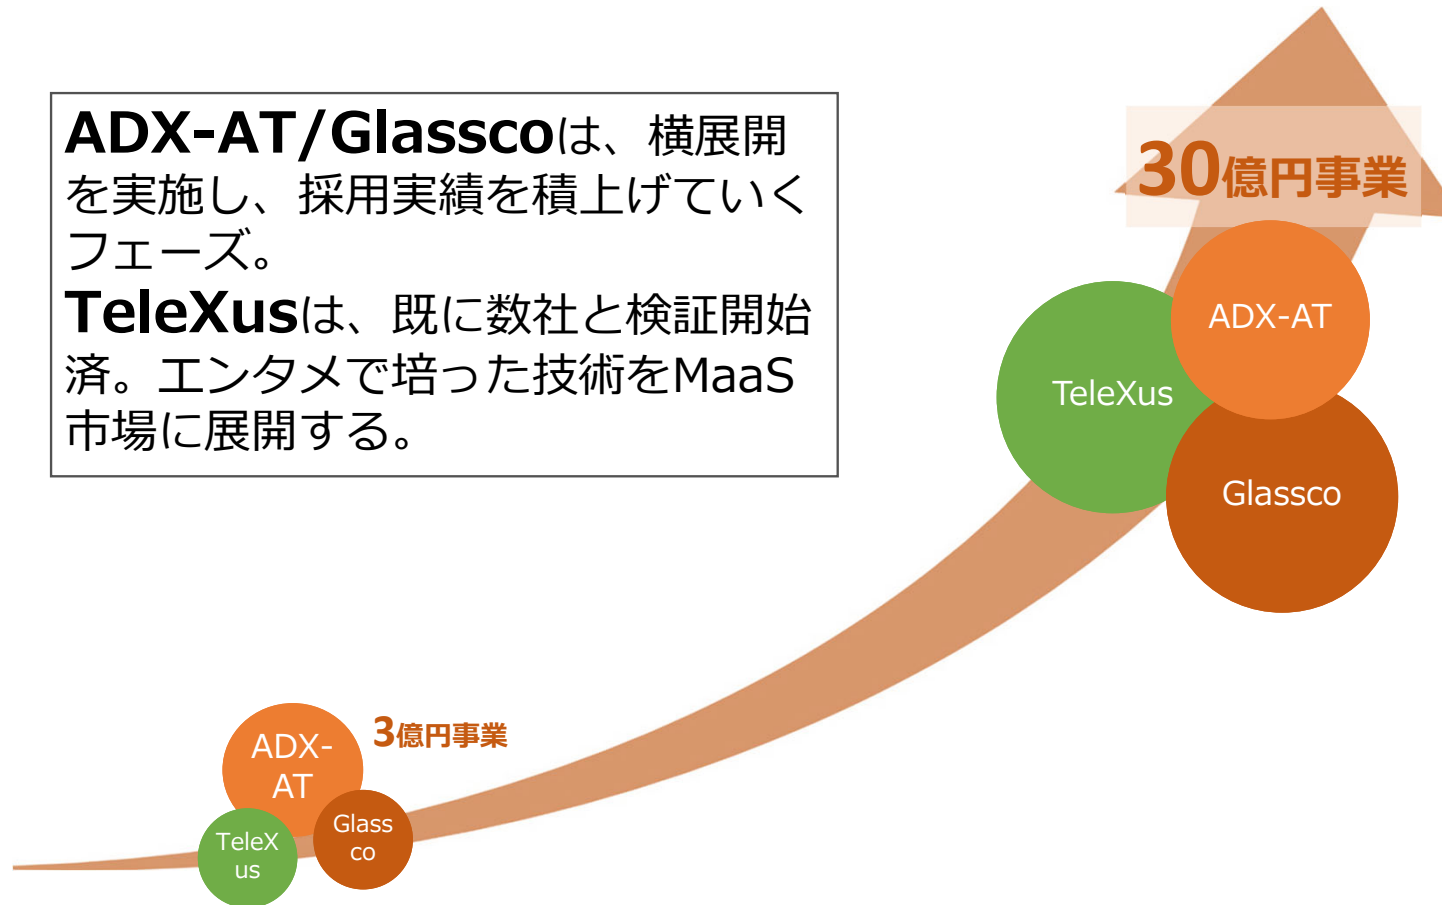 ADX-AT/Glasscoは、横展開
を実施し、採用実績を積上げていく
フェーズ。
TeleXusは、既に数社と検証開始
済。エンタメで培った技術をMaaS
市場に展開する。
30億円事業
ADX-AT
TeleXus
Glassco
3億円事業
ADX-
AT
Glass
co
TeleX
us